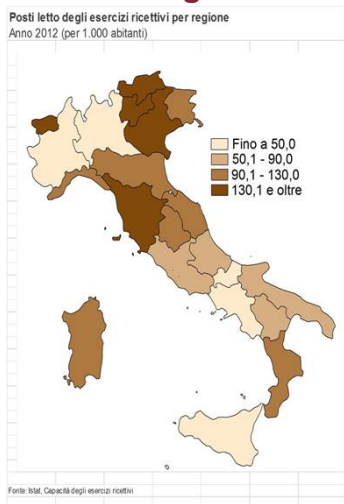 Posti letto degli esercizi ricettivi per regione
Anno 2012 (per 1.000 abitanti)
Fino a 50,0
50,1 - 90,0
90,1 - 130,0
130,1 e oltre
Fonte: Istat, Capacità degli esercizi ricettivi